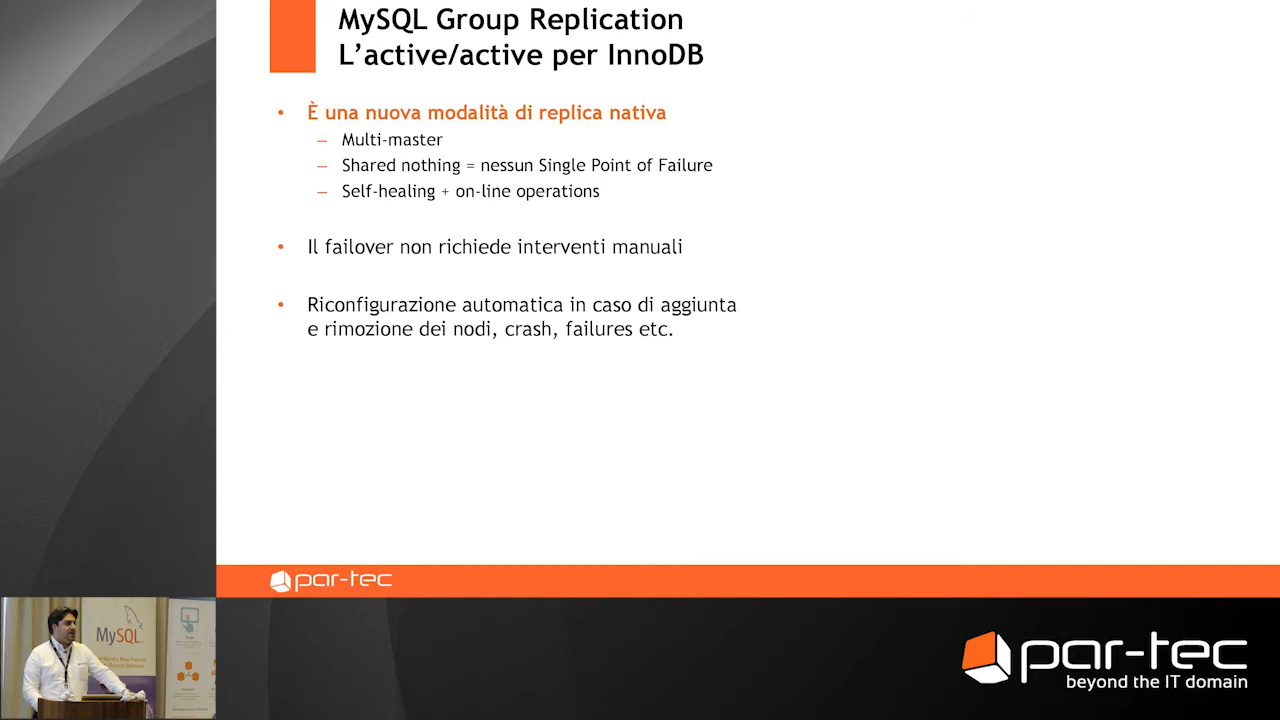 MySQL Group Replication
L’active/active per InnoDB
• È una nuova modalità di replica nativa
– Multi-master
– Shared nothing = nessun Single Point of Failure
– Self-healing + on-line operations
• Il failover non richiede interventi manuali
• Riconfigurazione automatica in caso di aggiunta
e rimozione dei nodi, crash, failures etc.
par-tec
MySQL
par-tec
beyond the IT domain